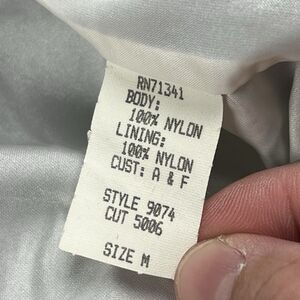 RN71341
BODY:
100% NYLON
LINING:
100% NYLON
CUST: A & F
STYLE 9074
CUT 5006
SIZE M